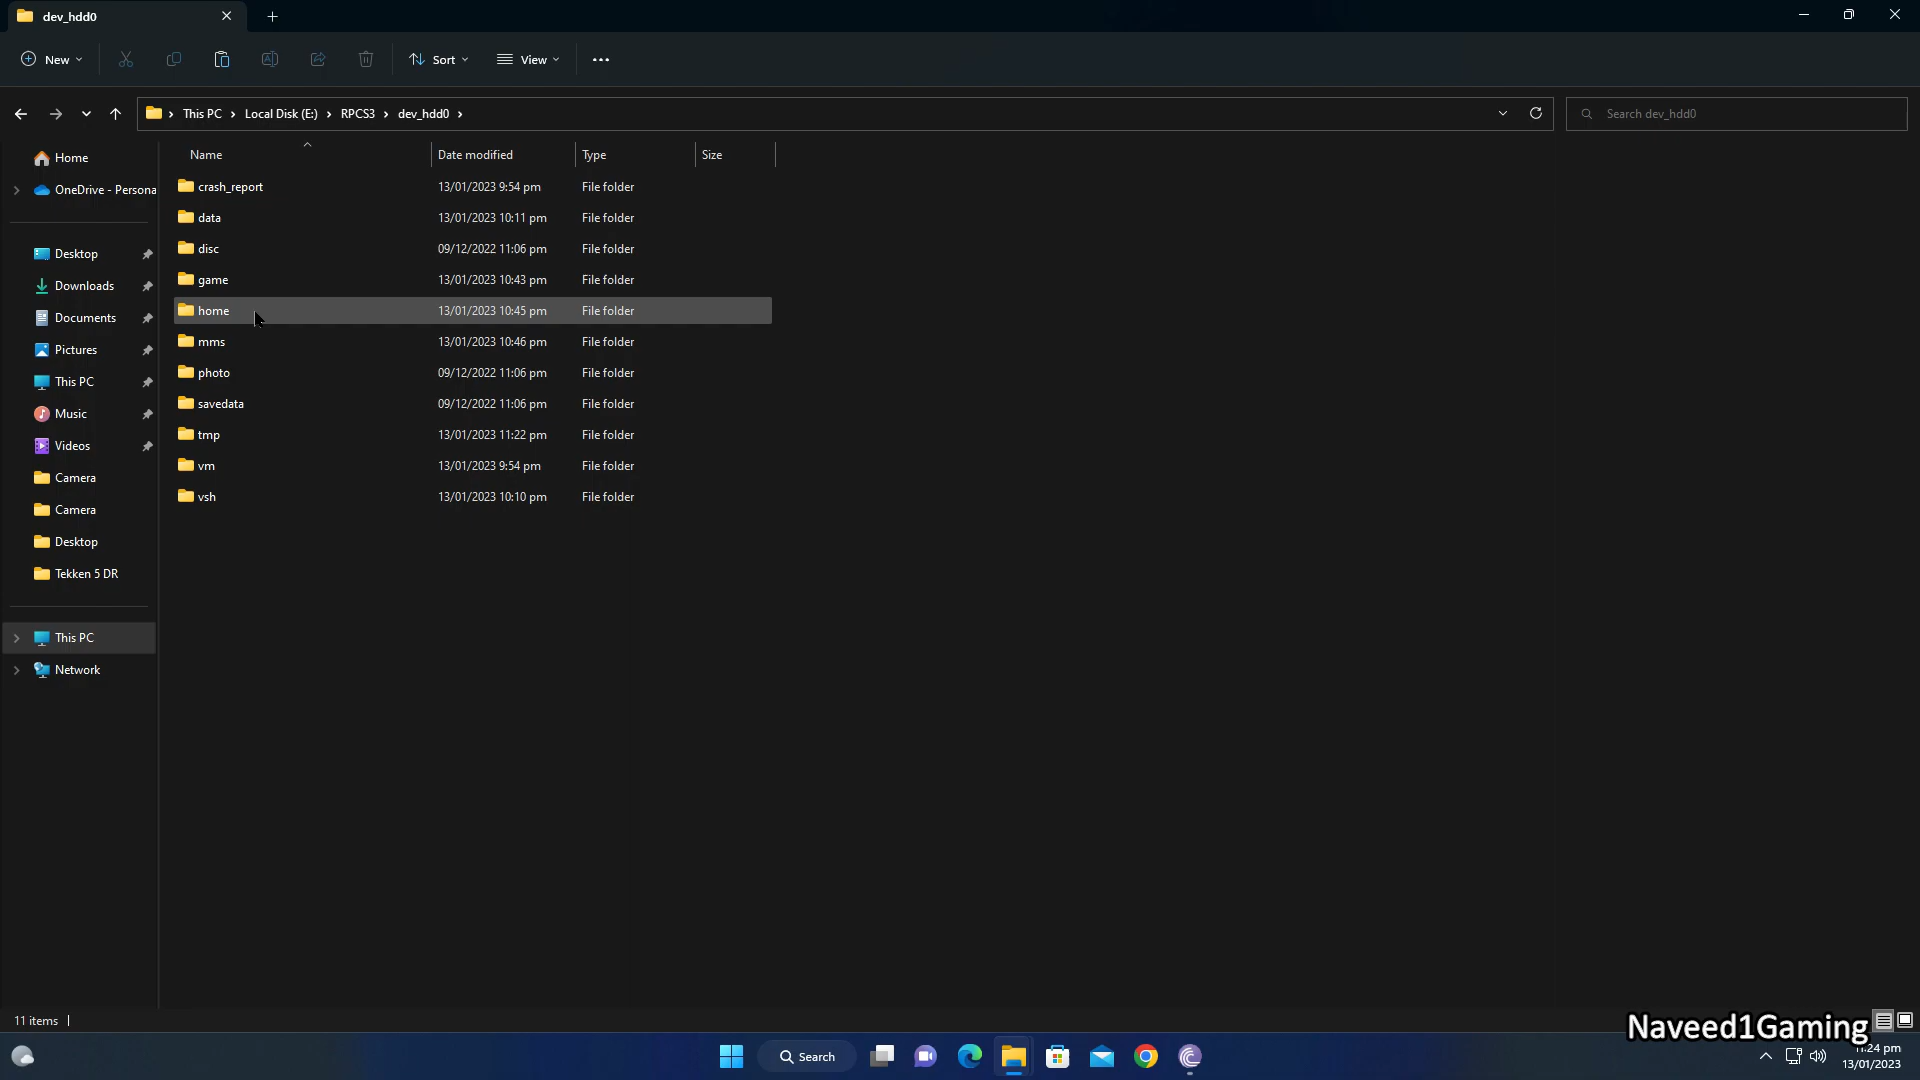 dev_hdd0
New
Sort
View
This PC
Local Disk (E:)
RPCS3
dev_hdd0
Search dev_hdd0
Name Date modified Type Size
Home
OneDrive - Persona
Desktop
Downloads
Documents
Pictures
This PC
Music
Videos
Camera
Camera
Desktop
Tekken 5 DR
This PC
Network
crash_report 13/01/2023 9:54 pm File folder
data 13/01/2023 10:11 pm File folder
disc 09/12/2022 11:06 pm File folder
game 13/01/2023 10:43 pm File folder
home 13/01/2023 10:45 pm File folder
mms 13/01/2023 10:46 pm File folder
photo 09/12/2022 11:06 pm File folder
savedata 09/12/2022 11:06 pm File folder
tmp 13/01/2023 11:22 pm File folder
vm 13/01/2023 9:54 pm File folder
vsh 13/01/2023 10:10 pm File folder
11 items
Naveed1Gaming
Search
11:24 pm
13/01/2023